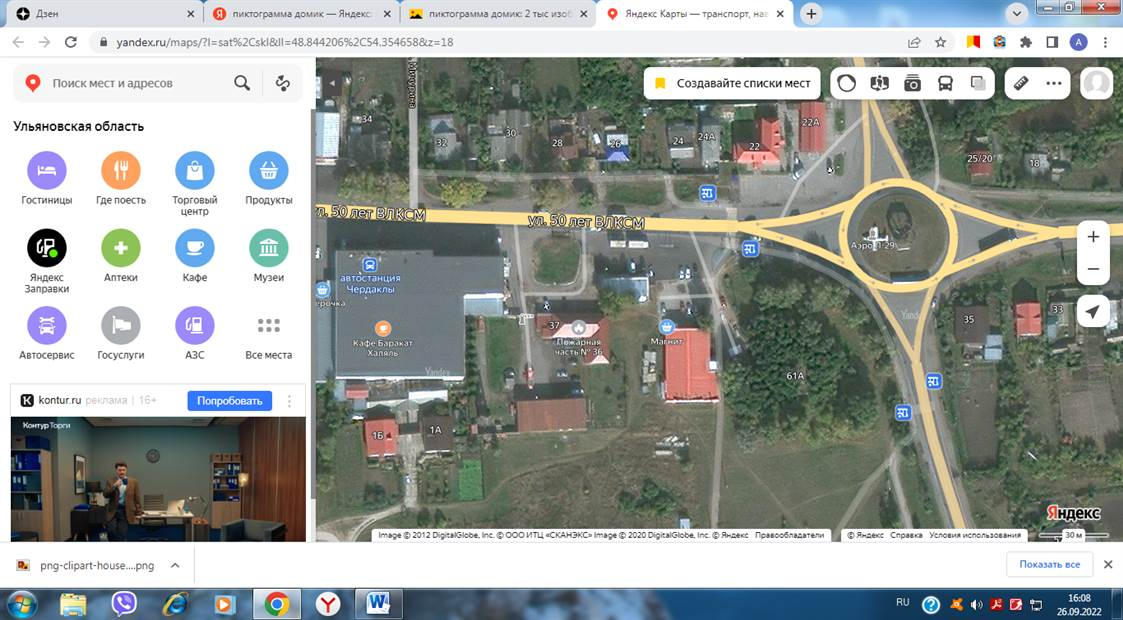 Дзен
пиктограмма домик — Яндекс:
пиктограмма домик: 2 тыс изоб
Яндекс Карты — транспорт, нав
yandex.ru/maps/?l=sat%2Cskl&ll=48.844206%2C54.354658&z=18
A
Поиск мест и адресов
Создавайте списки мест
Ульяновская область
Гостиницы
Где поесть
Торговый
центр
Продукты
Яндекс
Заправки
Аптеки
Кафе
Музеи
Автосервис
Госуслуги
АЗС
Все места
kontur.ru реклама | 16+
Попробовать
Контур Торги
Мичурина
34
32
30
28
26
24
24А
22
22А
25/20
18
ул. 50 лет ВЛКСМ
ул. 50 лет ВЛКСМ
Аэро Л-29
автостанция
Чердаклы
ерочка
Кафе Баракат
Халяль
37
Пожарная
часть № 36
Магнит
35
33
61А
1Б
1А
Yandex
Яндекс
30 м
Image © 2012 DigitalGlobe, Inc. © ООО ИТЦ «СКАНЭКС» Image © 2020 DigitalGlobe, Inc. © Яндекс Правообладатели
© Яндекс Справка Условия использования
png-clipart-house....png
Показать все
RU
16:08
26.09.2022